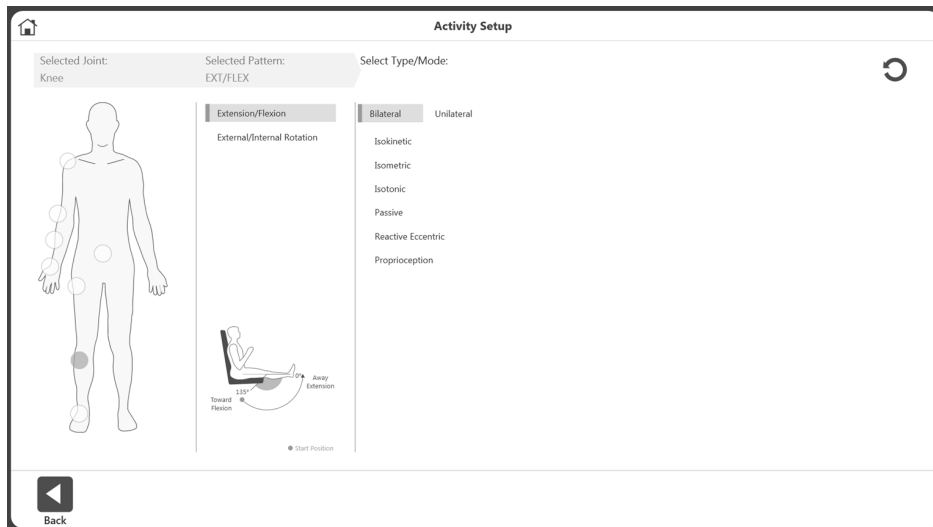 Activity Setup
Selected Joint:
Knee
Selected Pattern:
EXT/FLEX
Select Type/Mode:
Extension/Flexion
External/Internal Rotation
Bilateral
Unilateral
Isokinetic
Isometric
Isotonic
Passive
Reactive Eccentric
Proprioception
0°
Away
Extension
135°
Toward
Flexion
Start Position
Back